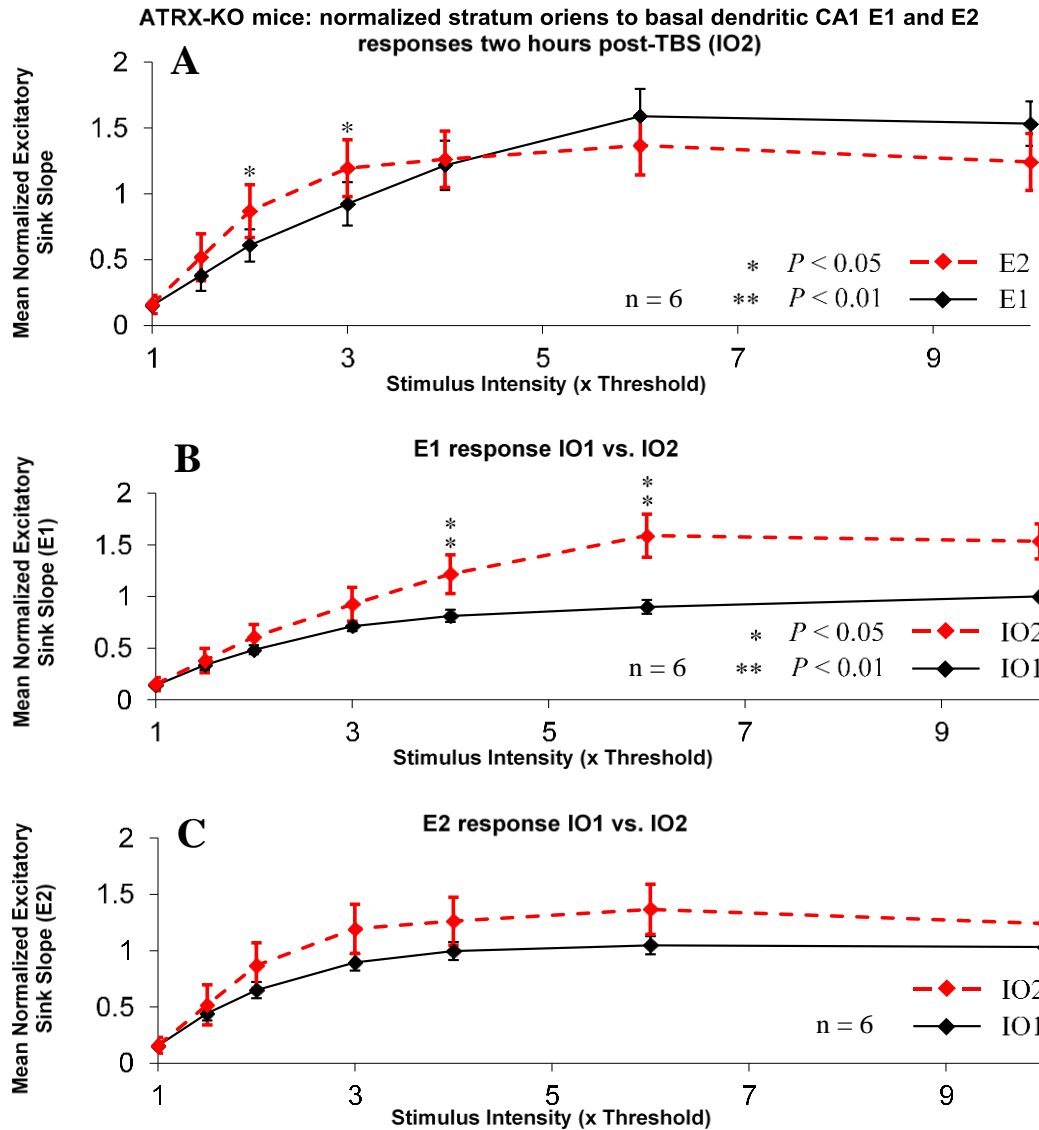 ATRX-KO mice: normalized stratum oriens to basal dendritic CA1 E1 and E2
responses two hours post-TBS (IO2)
A
Mean Normalized Excitatory
Sink Slope
2
1.5
1
0.5
0
*
*
* P < 0.05 E2
n = 6 ** P < 0.01 E1
1 3 5 7 9
Stimulus Intensity (x Threshold)
B
E1 response IO1 vs. IO2
Mean Normalized Excitatory
Sink Slope (E1)
2
1.5
1
0.5
0
*
*
*
*
* P < 0.05 IO2
n = 6 ** P < 0.01 IO1
1 3 5 7 9
Stimulus Intensity (x Threshold)
C
E2 response IO1 vs. IO2
Mean Normalized Excitatory
Sink Slope (E2)
2
1.5
1
0.5
0
IO2
n = 6 IO1
1 3 5 7 9
Stimulus Intensity (x Threshold)